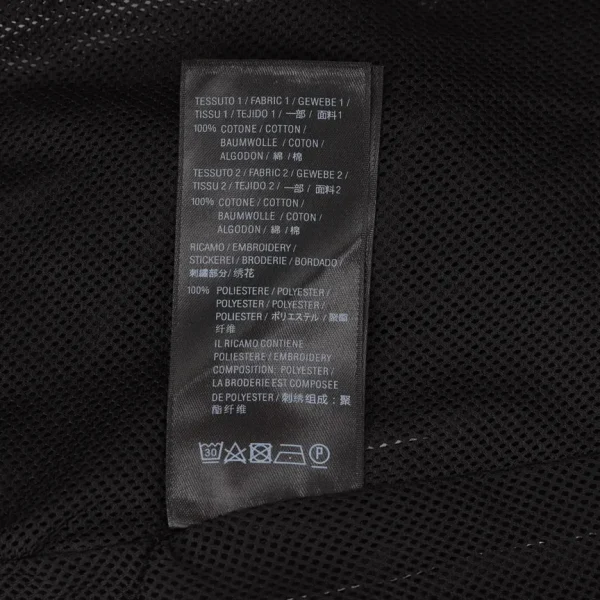 TESSUTO 1 / FABRIC 1 / GEWEBE 1 /
TISSU 1 / TEJIDO 1 / 一部 / 面料1
100% COTONE / COTTON /
BAUMWOLLE / COTON /
ALGODON / 綿 / 棉
TESSUTO 2 / FABRIC 2 / GEWEBE 2 /
TISSU 2 / TEJIDO 2 / 一部 / 面料2
100% COTONE / COTTON /
BAUMWOLLE / COTON /
ALGODON / 綿 / 棉
RICAMO / EMBROIDERY /
STICKEREI / BRODERIE / BORDADO /
刺繍部分 / 绣花
100% POLIESTERE / POLYESTER /
POLYESTER / POLYESTER /
POLIESTER / ポリエステル / 聚酯
纤维
IL RICAMO CONTIENE
POLIESTERE / EMBROIDERY
COMPOSITION: POLYESTER /
LA BRODERIE EST COMPOSEE
DE POLYESTER / 刺绣组成：聚
酯纤维
30 P